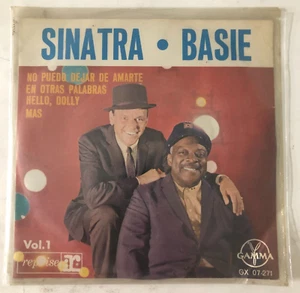 SINATRA • BASIE
NO PUEDO DEJAR DE AMARTE
EN OTRAS PALABRAS
HELLO, DOLLY
MAS
Vol.1
reprise
r:
GAMMA
GX 07-271